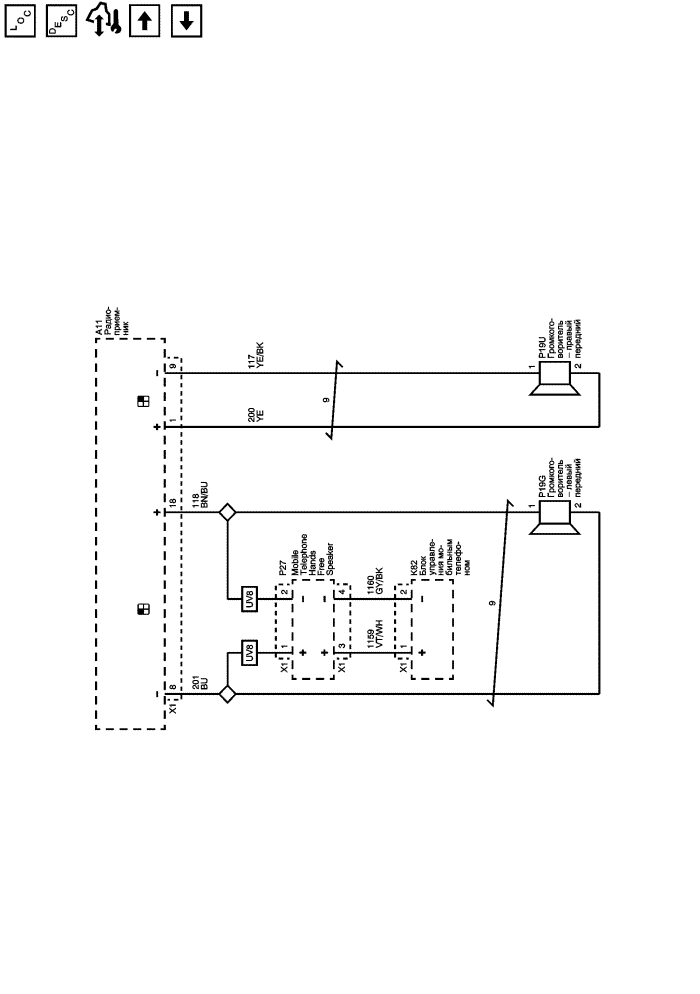 LOC
DESC
A11
Радио-
прием-
ник
X1
8
18
1
9
201
BU
118
BN/BU
200
YE
117
YE/BK
UV8
UV8
P27
Mobile
Telephone
Hands
Free
Speaker
X1
1
2
X1
3
4
1159
VT/WH
1160
GY/BK
X1
1
2
K82
Блок
управле-
ния мо-
бильным
телефо-
ном
9
9
P19G
Громкого-
воритель
– левый
передний
1
2
P19U
Громкого-
воритель
– правый
передний
1
2